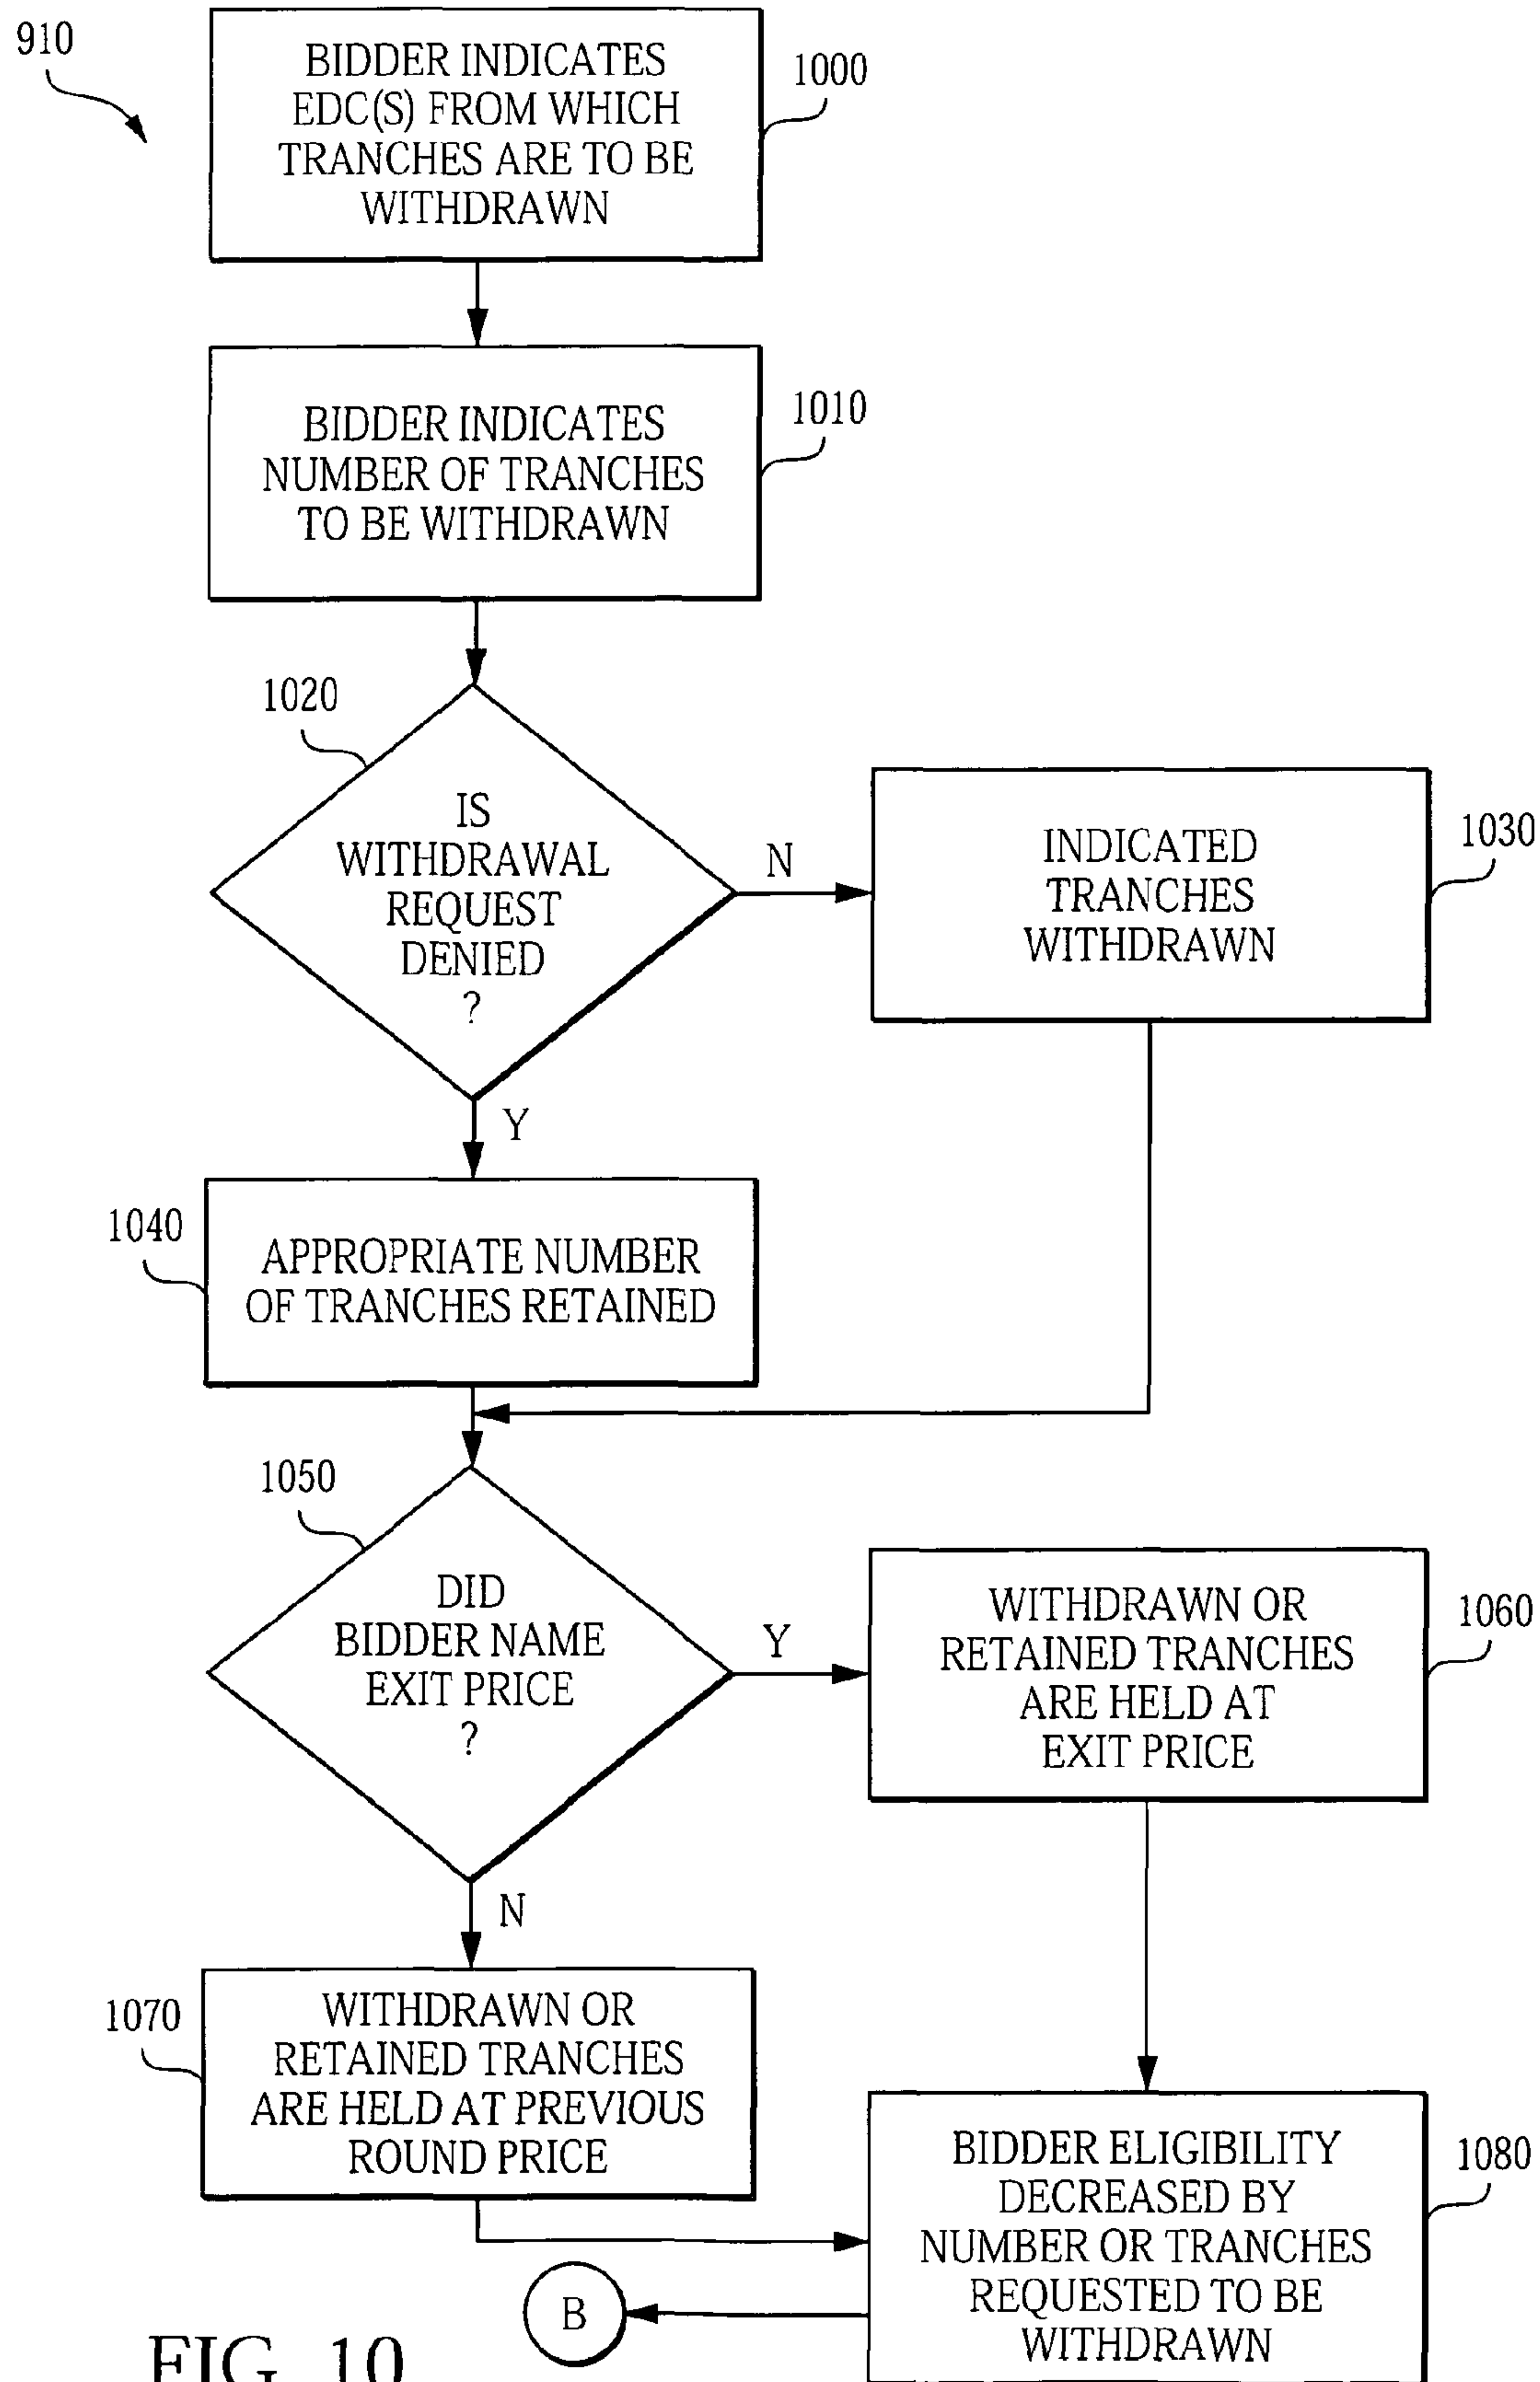 910
BIDDER INDICATES
EDC(S) FROM WHICH
TRANCHES ARE TO BE
WITHDRAWN
1000
BIDDER INDICATES
NUMBER OF TRANCHES
TO BE WITHDRAWN
1010
1020
IS
WITHDRAWAL
REQUEST
DENIED
?
N
INDICATED
TRANCHES
WITHDRAWN
1030
Y
1040
APPROPRIATE NUMBER
OF TRANCHES RETAINED
1050
DID
BIDDER NAME
EXIT PRICE
?
Y
WITHDRAWN OR
RETAINED TRANCHES
ARE HELD AT
EXIT PRICE
1060
N
1070
WITHDRAWN OR
RETAINED TRANCHES
ARE HELD AT PREVIOUS
ROUND PRICE
BIDDER ELIGIBILITY
DECREASED BY
NUMBER OR TRANCHES
REQUESTED TO BE
WITHDRAWN
1080
B
FIG. 10